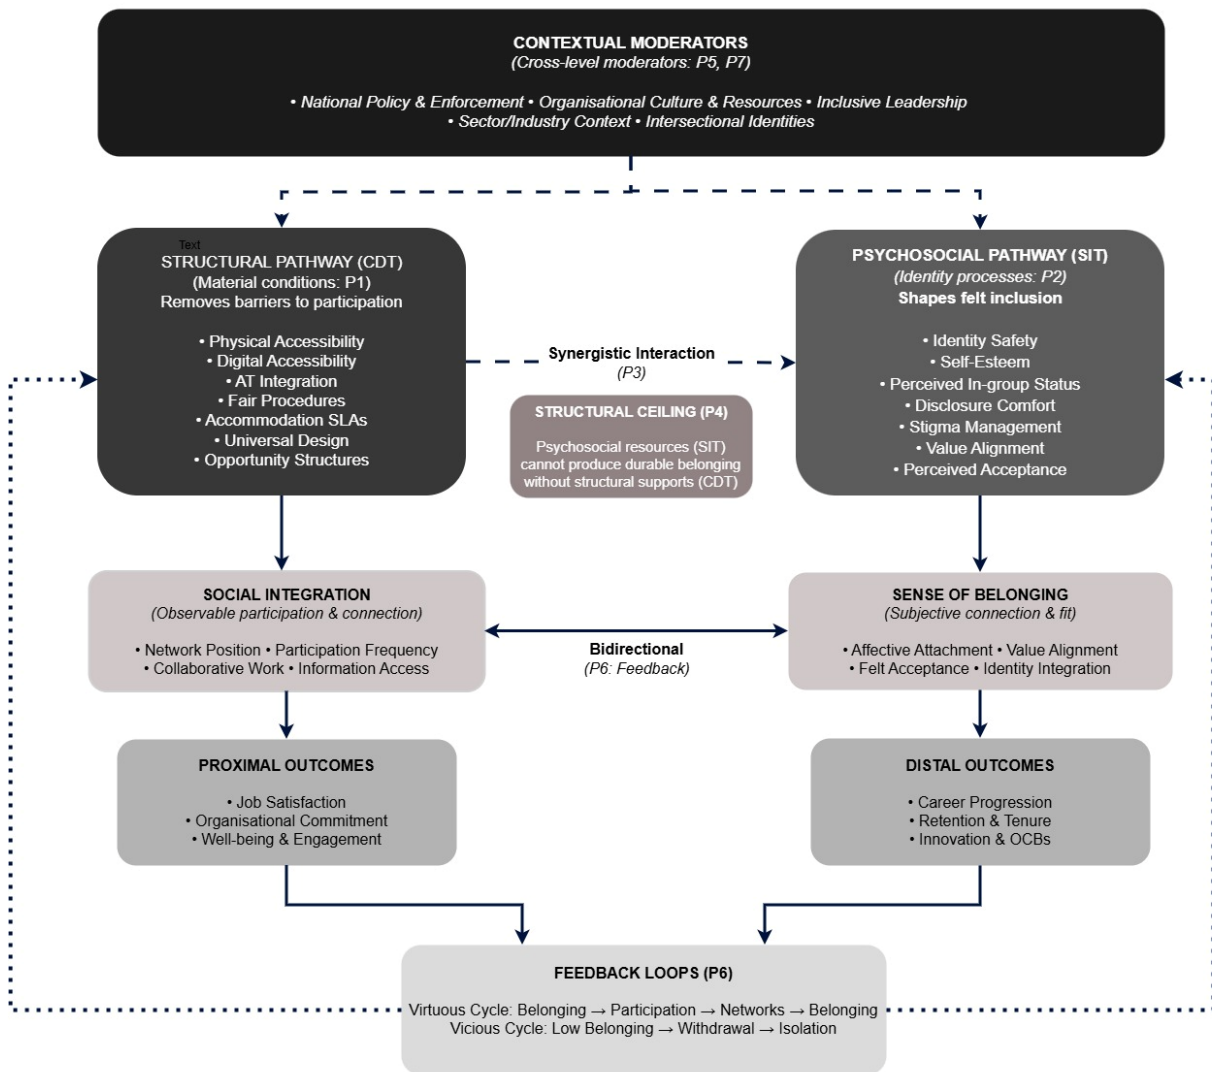 CONTEXTUAL MODERATORS
(Cross-level moderators: P5, P7)
• National Policy & Enforcement • Organisational Culture & Resources • Inclusive Leadership
• Sector/Industry Context • Intersectional Identities
Text
STRUCTURAL PATHWAY (CDT)
(Material conditions: P1)
Removes barriers to participation
• Physical Accessibility
• Digital Accessibility
• AT Integration
• Fair Procedures
• Accommodation SLAs
• Universal Design
• Opportunity Structures
Synergistic Interaction
(P3)
STRUCTURAL CEILING (P4)
Psychosocial resources (SIT)
cannot produce durable belonging
without structural supports (CDT)
PSYCHOSOCIAL PATHWAY (SIT)
(Identity processes: P2)
Shapes felt inclusion
• Identity Safety
• Self-Esteem
• Perceived In-group Status
• Disclosure Comfort
• Stigma Management
• Value Alignment
• Perceived Acceptance
SOCIAL INTEGRATION
(Observable participation & connection)
• Network Position • Participation Frequency
• Collaborative Work • Information Access
Bidirectional
(P6: Feedback)
SENSE OF BELONGING
(Subjective connection & fit)
• Affective Attachment • Value Alignment
• Felt Acceptance • Identity Integration
PROXIMAL OUTCOMES
• Job Satisfaction
• Organisational Commitment
• Well-being & Engagement
DISTAL OUTCOMES
• Career Progression
• Retention & Tenure
• Innovation & OCBs
FEEDBACK LOOPS (P6)
Virtuous Cycle: Belonging → Participation → Networks → Belonging
Vicious Cycle: Low Belonging → Withdrawal → Isolation